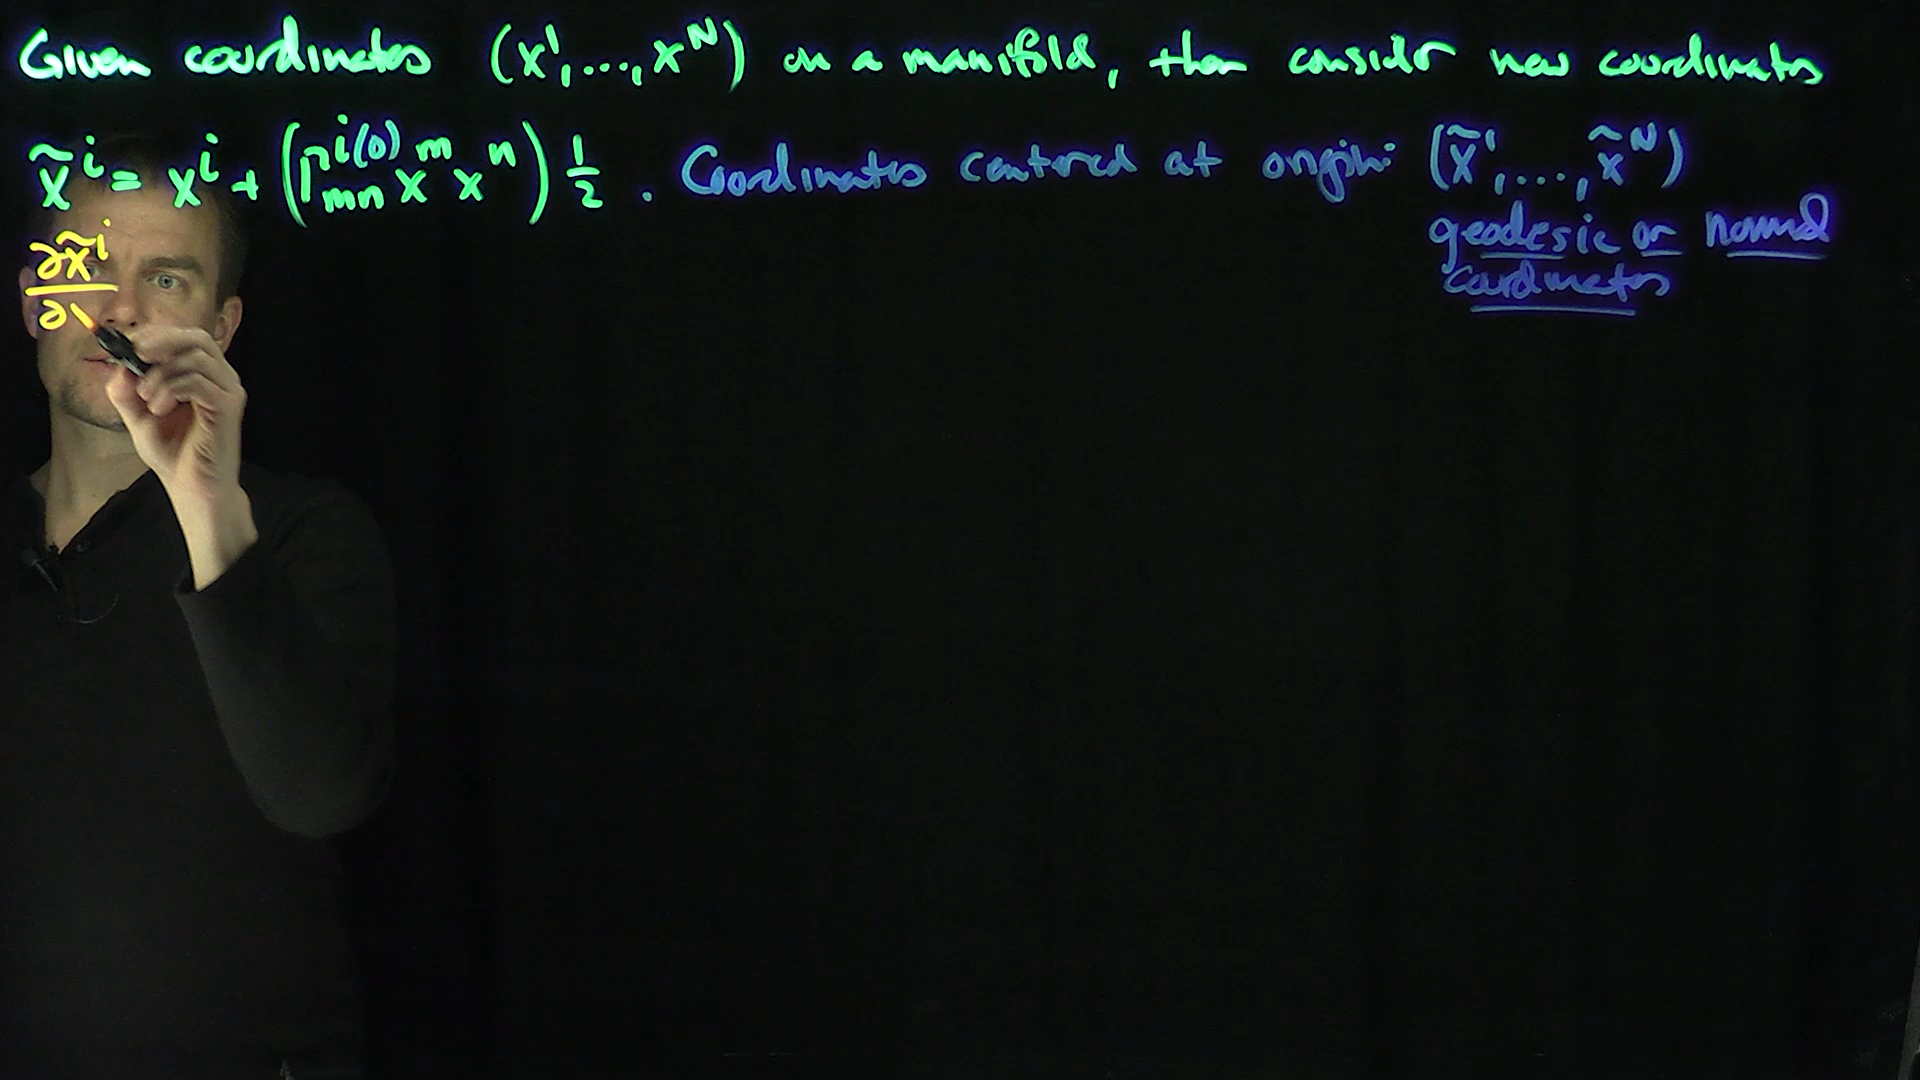 Given coordinates (x¹,...,xᴺ) on a manifold, then consider new coordinates
x̃ⁱ = xⁱ + (Γⁱ₍ₘₙ₎(0) xᵐ xⁿ) 1/2 . Coordinates centered at origin: (x̃¹,...,x̃ᴺ)
geodesic or normal
coordinates
∂x̃ⁱ
∂